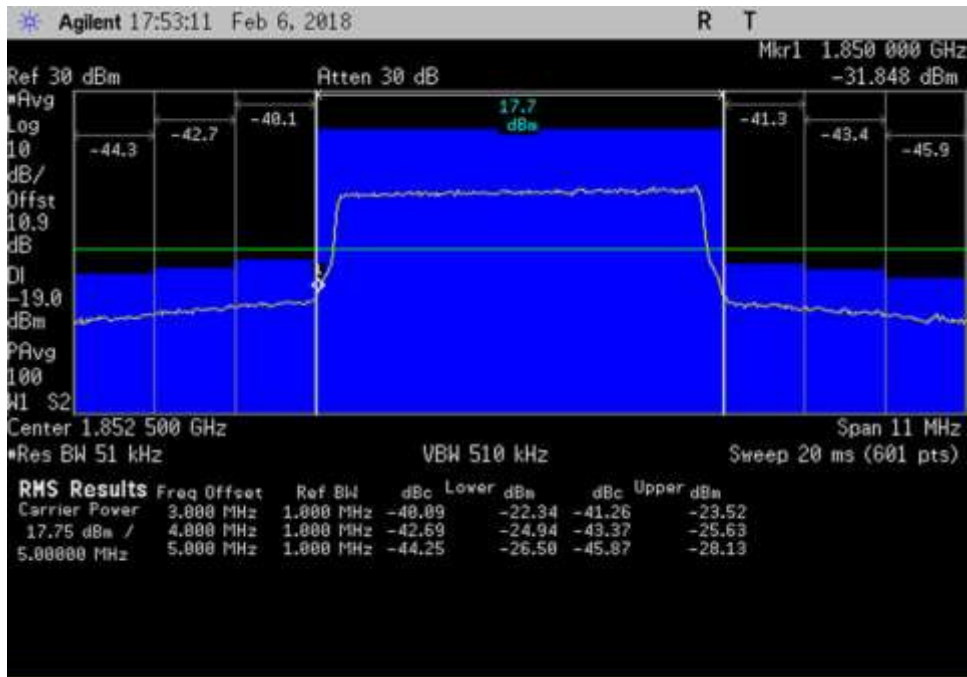 Agilent 17:53:11 Feb 6, 2018 R T
Mkr1 1.850 000 GHz
Ref 30 dBm Atten 30 dB -31.848 dBm
*Avg
Log
10
dB/
Offst
10.9
dB
DI
-19.0
dBm
PAvg
100
W1 S2
-44.3 -42.7 -40.1 17.7 dBm -41.3 -43.4 -45.9
1
Center 1.852 500 GHz Span 11 MHz
*Res BW 51 kHz VBW 510 kHz Sweep 20 ms (601 pts)
RMS Results Freq Offset Ref BW dBc Lower dBm dBc Upper dBm
Carrier Power 3.000 MHz 1.000 MHz -40.09 -22.34 -41.26 -23.52
17.75 dBm / 4.000 MHz 1.000 MHz -42.69 -24.94 -43.37 -25.63
5.00000 MHz 5.000 MHz 1.000 MHz -44.25 -26.50 -45.87 -28.13